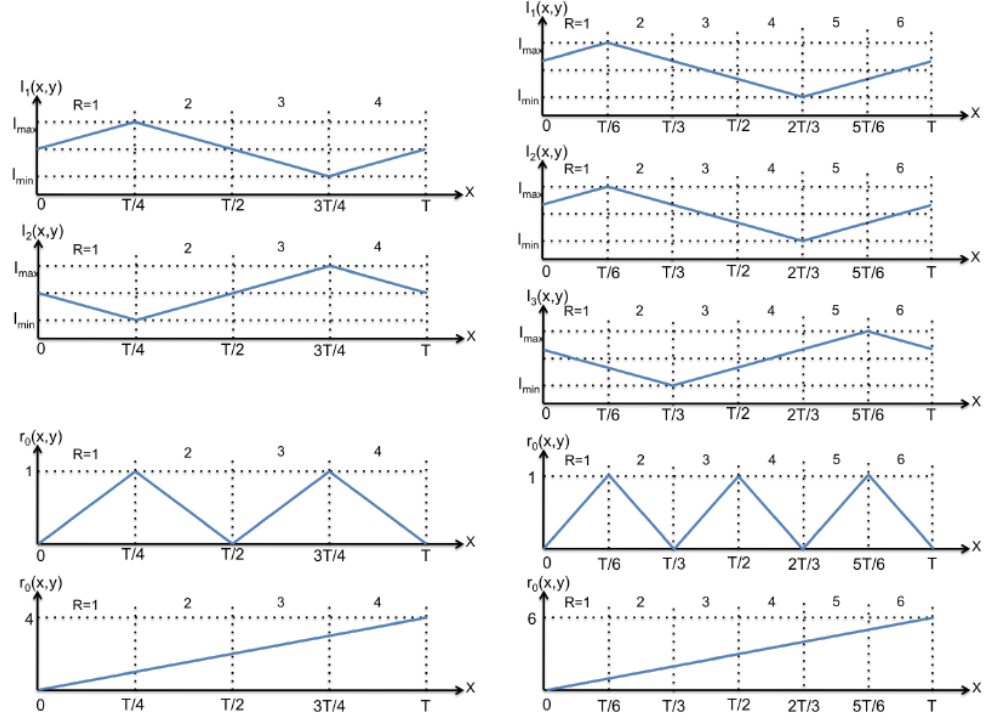 I₁(x,y)
R=1 2 3 4
Imax
Imin
X
0 T/4 T/2 3T/4 T
I₂(x,y)
R=1 2 3 4
Imax
Imin
X
0 T/4 T/2 3T/4 T
r₀(x,y)
R=1 2 3 4
1
X
0 T/4 T/2 3T/4 T
r₀(x,y)
R=1 2 3 4
4
X
0 T/4 T/2 3T/4 T
I₁(x,y)
R=1 2 3 4 5 6
Imax
Imin
X
0 T/6 T/3 T/2 2T/3 5T/6 T
I₂(x,y)
R=1 2 3 4 5 6
Imax
Imin
X
0 T/6 T/3 T/2 2T/3 5T/6 T
I₃(x,y)
R=1 2 3 4 5 6
Imax
Imin
X
0 T/6 T/3 T/2 2T/3 5T/6 T
r₀(x,y)
R=1 2 3 4 5 6
1
X
0 T/6 T/3 T/2 2T/3 5T/6 T
r₀(x,y)
R=1 2 3 4 5 6
6
X
0 T/6 T/3 T/2 2T/3 5T/6 T